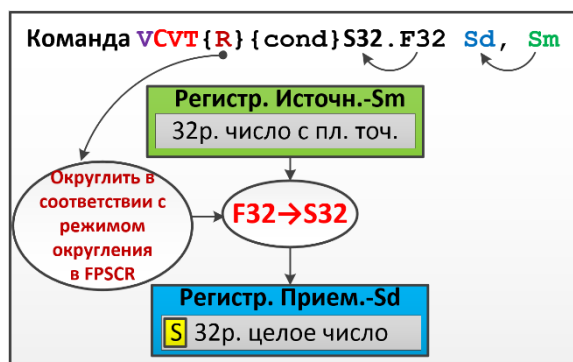 Команда VCVT{R}{cond}S32.F32 Sd, Sm
Регистр. Источн.-Sm
32р. число с пл. точ.
Округлить в
соответствии с
режимом
округления
в FPSCR
F32→S32
Регистр. Прием.-Sd
S 32р. целое число